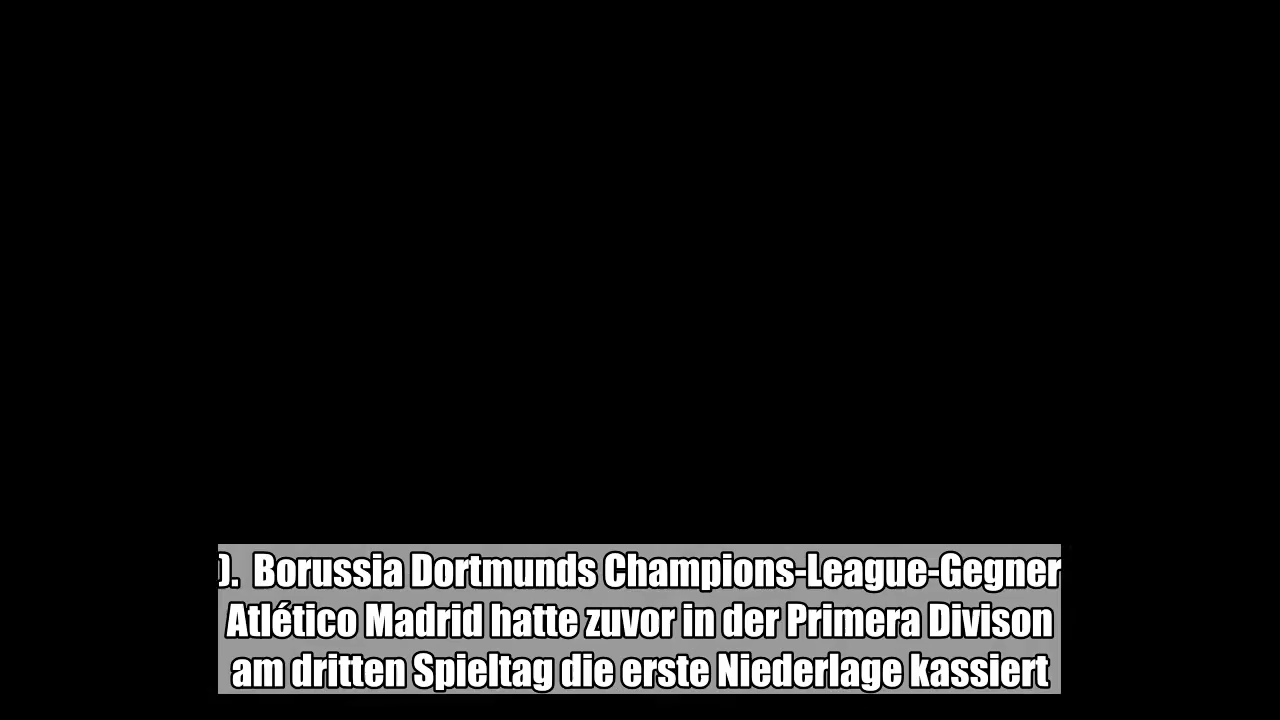 ). Borussia Dortmunds Champions-League-Gegner
Atlético Madrid hatte zuvor in der Primera Divison
am dritten Spieltag die erste Niederlage kassiert